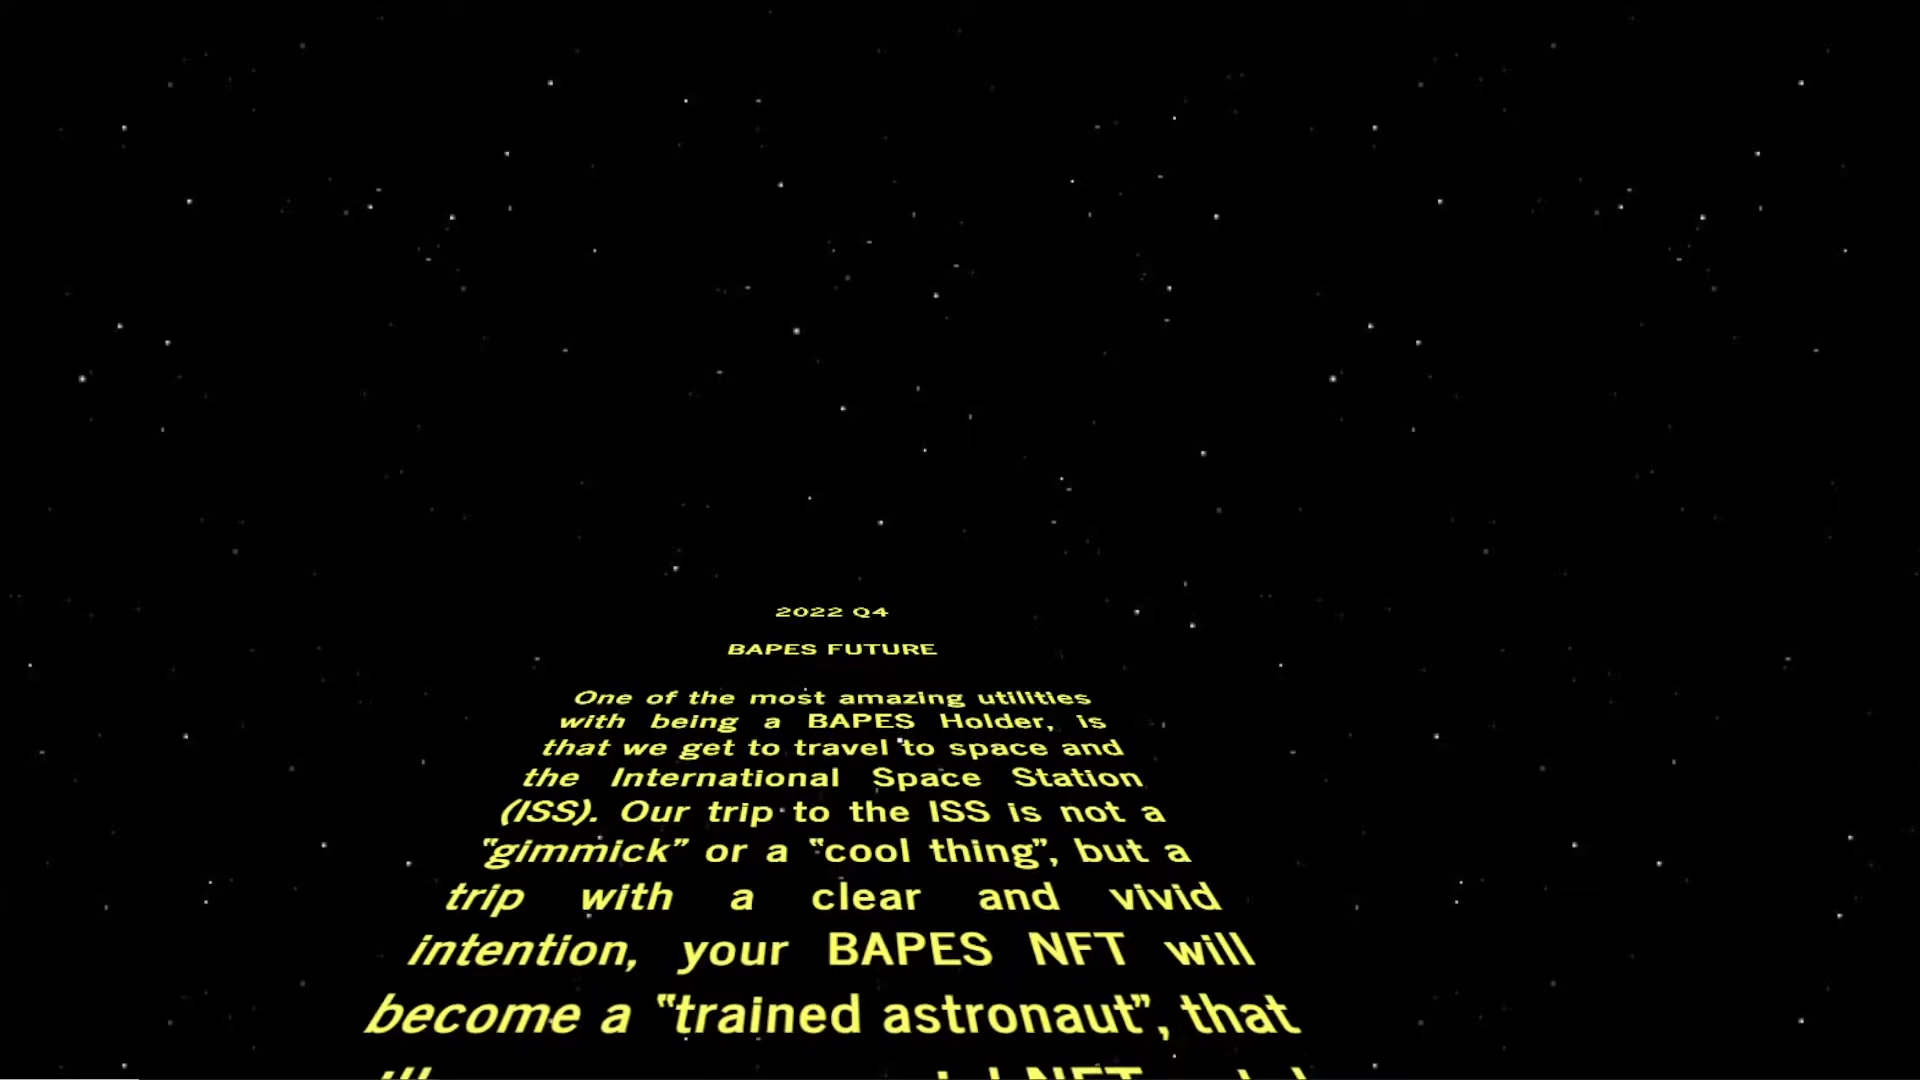 2022 Q4
BAPES FUTURE
One of the most amazing utilities
with being a BAPES Holder, is
that we get to travel to space and
the International Space Station
(ISS). Our trip to the ISS is not a
"gimmick" or a "cool thing", but a
trip with a clear and vivid
intention, your BAPES NFT will
become a "trained astronaut", that
NFT